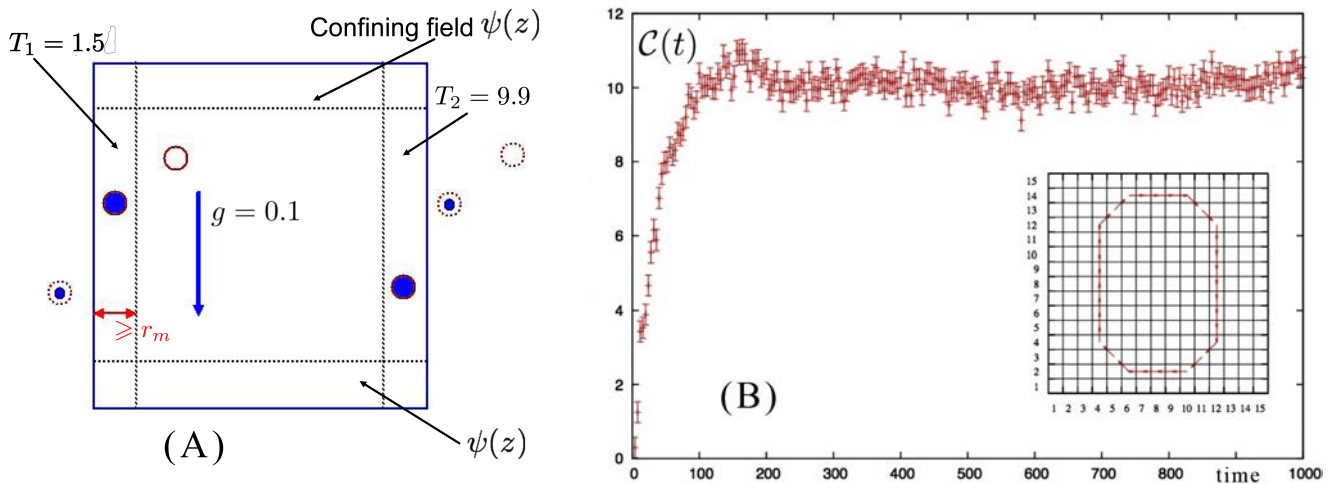 Confining field ψ(z)
T₁ = 1.5
T₂ = 9.9
g = 0.1
⩾ rₘ
ψ(z)
(A)
C(t)
12
10
8
6
4
2
0
0 100 200 300 400 500 600 700 800 900 1000
time
(B)
15
14
13
12
11
10
9
8
7
6
5
4
3
2
1
1 2 3 4 5 6 7 8 9 10 11 12 13 14 15